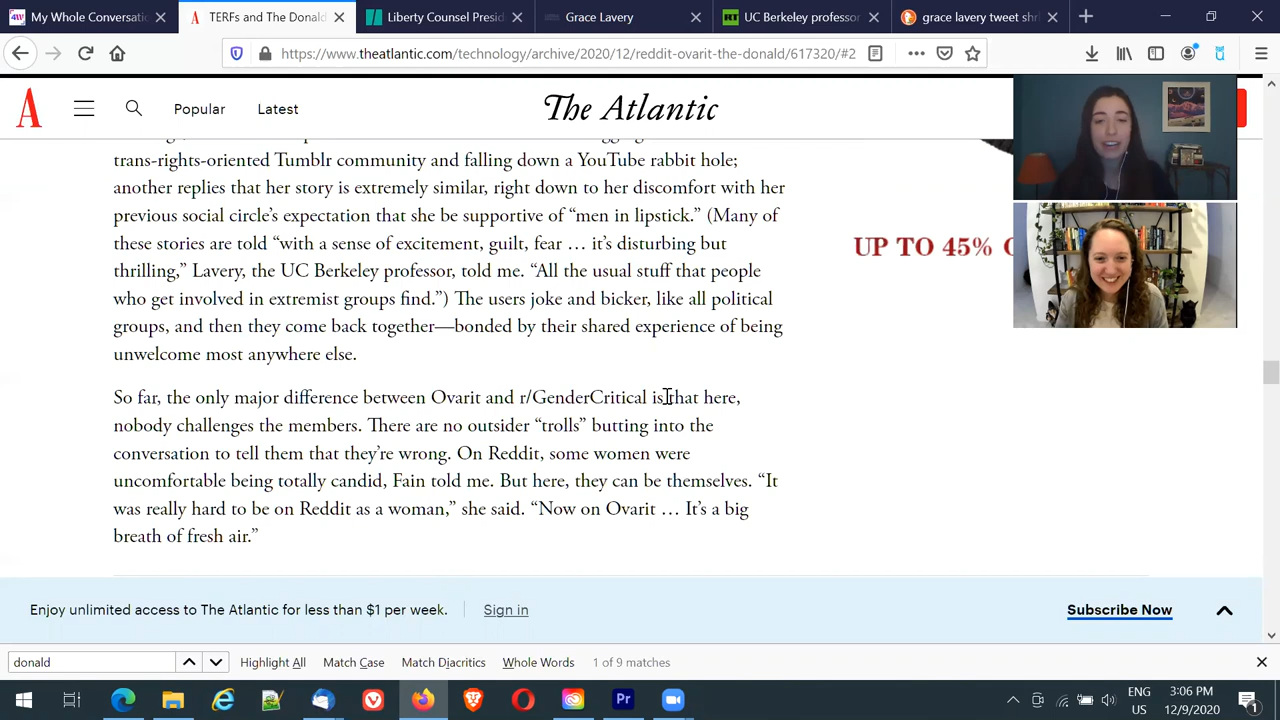 My Whole Conversati
TERFs and The Donald
Liberty Counsel Presid
Grace Lavery
UC Berkeley professor
grace lavery tweet shri
https://www.theatlantic.com/technology/archive/2020/12/reddit-ovarit-the-donald/617320/#2
Popular
Latest
The Atlantic
trans-rights-oriented Tumblr community and falling down a YouTube rabbit hole;
another replies that her story is extremely similar, right down to her discomfort with her
previous social circle’s expectation that she be supportive of “men in lipstick.” (Many of
these stories are told “with a sense of excitement, guilt, fear … it’s disturbing but
thrilling,” Lavery, the UC Berkeley professor, told me. “All the usual stuff that people
who get involved in extremist groups find.”) The users joke and bicker, like all political
groups, and then they come back together—bonded by their shared experience of being
unwelcome most anywhere else.
UP TO 45% O
So far, the only major difference between Ovarit and r/GenderCritical is that here,
nobody challenges the members. There are no outsider “trolls” butting into the
conversation to tell them that they’re wrong. On Reddit, some women were
uncomfortable being totally candid, Fain told me. But here, they can be themselves. “It
was really hard to be on Reddit as a woman,” she said. “Now on Ovarit … It’s a big
breath of fresh air.”
Enjoy unlimited access to The Atlantic for less than $1 per week.
Sign in
Subscribe Now
donald
Highlight All
Match Case
Match Diacritics
Whole Words
1 of 9 matches
ENG
US
3:06 PM
12/9/2020